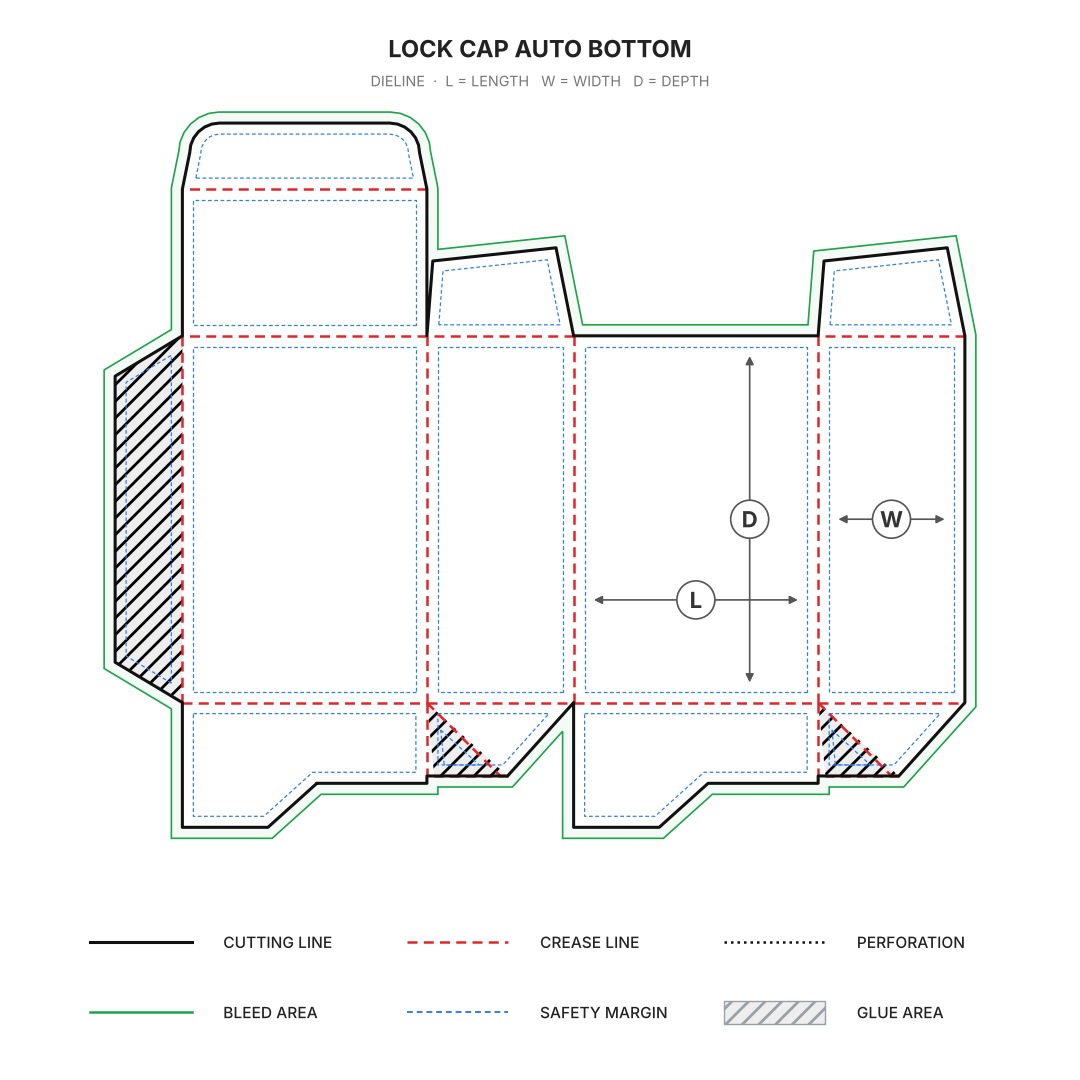 LOCK CAP AUTO BOTTOM
DIELINE · L = LENGTH W = WIDTH D = DEPTH
D
W
L
CUTTING LINE
CREASE LINE
PERFORATION
BLEED AREA
SAFETY MARGIN
GLUE AREA